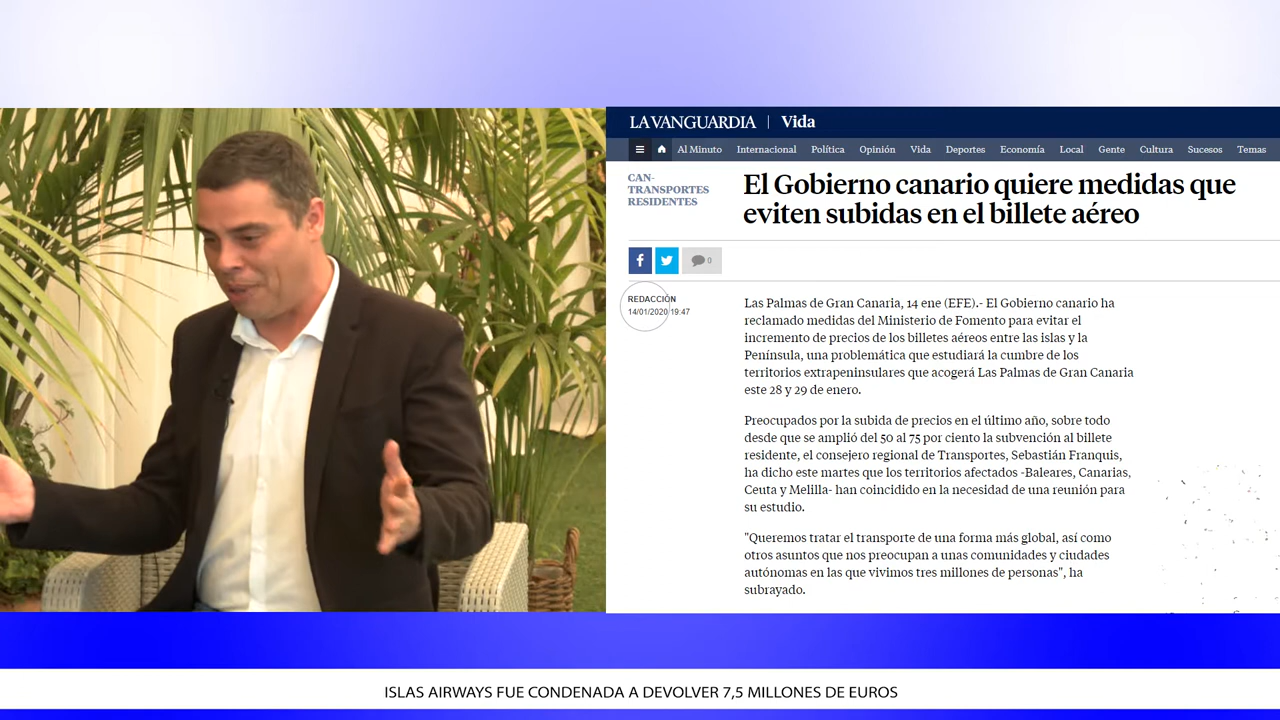 LA VANGUARDIA | Vida
Al Minuto Internacional Política Opinión Vida Deportes Economía Local Gente Cultura Sucesos Temas
CAN-
TRANSPORTES
RESIDENTES
El Gobierno canario quiere medidas que
eviten subidas en el billete aéreo
0
REDACCIÓN
14/01/2020 19:47
Las Palmas de Gran Canaria, 14 ene (EFE).- El Gobierno canario ha
reclamado medidas del Ministerio de Fomento para evitar el
incremento de precios de los billetes aéreos entre las islas y la
Península, una problemática que estudiará la cumbre de los
territorios extrapeninsulares que acogerá Las Palmas de Gran Canaria
este 28 y 29 de enero.
Preocupados por la subida de precios en el último año, sobre todo
desde que se amplió del 50 al 75 por ciento la subvención al billete
residente, el consejero regional de Transportes, Sebastián Franquis,
ha dicho este martes que los territorios afectados -Baleares, Canarias,
Ceuta y Melilla- han coincidido en la necesidad de una reunión para
su estudio.
"Queremos tratar el transporte de una forma más global, así como
otros asuntos que nos preocupan a unas comunidades y ciudades
autónomas en las que vivimos tres millones de personas", ha
subrayado.
ISLAS AIRWAYS FUE CONDENADA A DEVOLVER 7,5 MILLONES DE EUROS